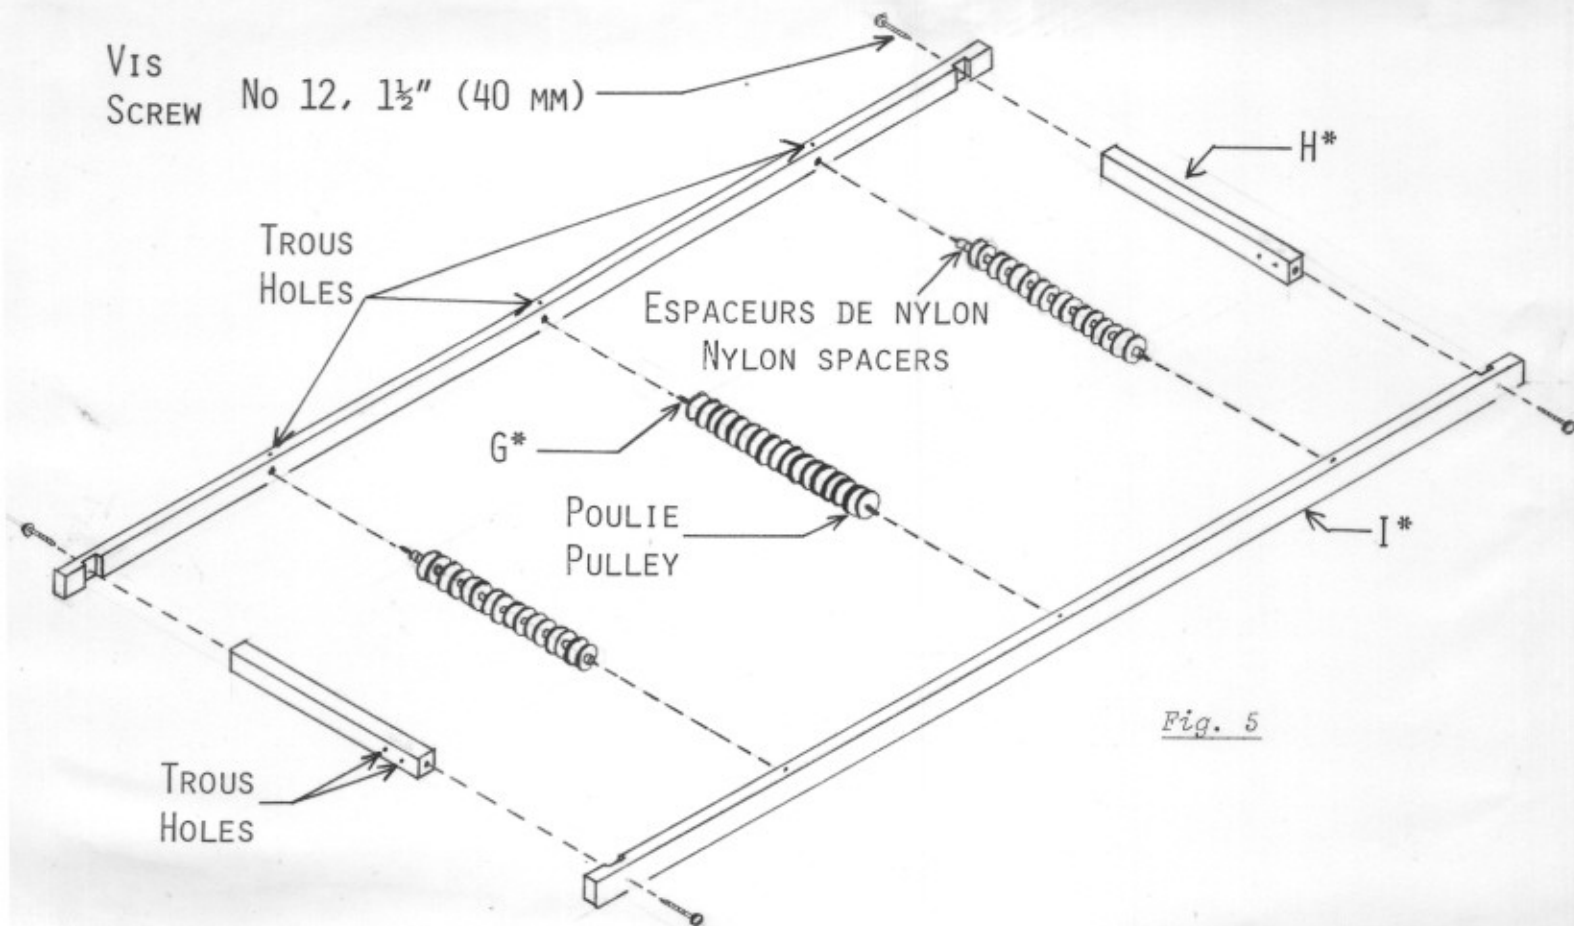 Vis
Screw
No 12, 1½" (40 mm)
H*
Trous
Holes
Espaceurs de nylon
Nylon spacers
G*
Poulie
Pulley
I*
Fig. 5
Trous
Holes